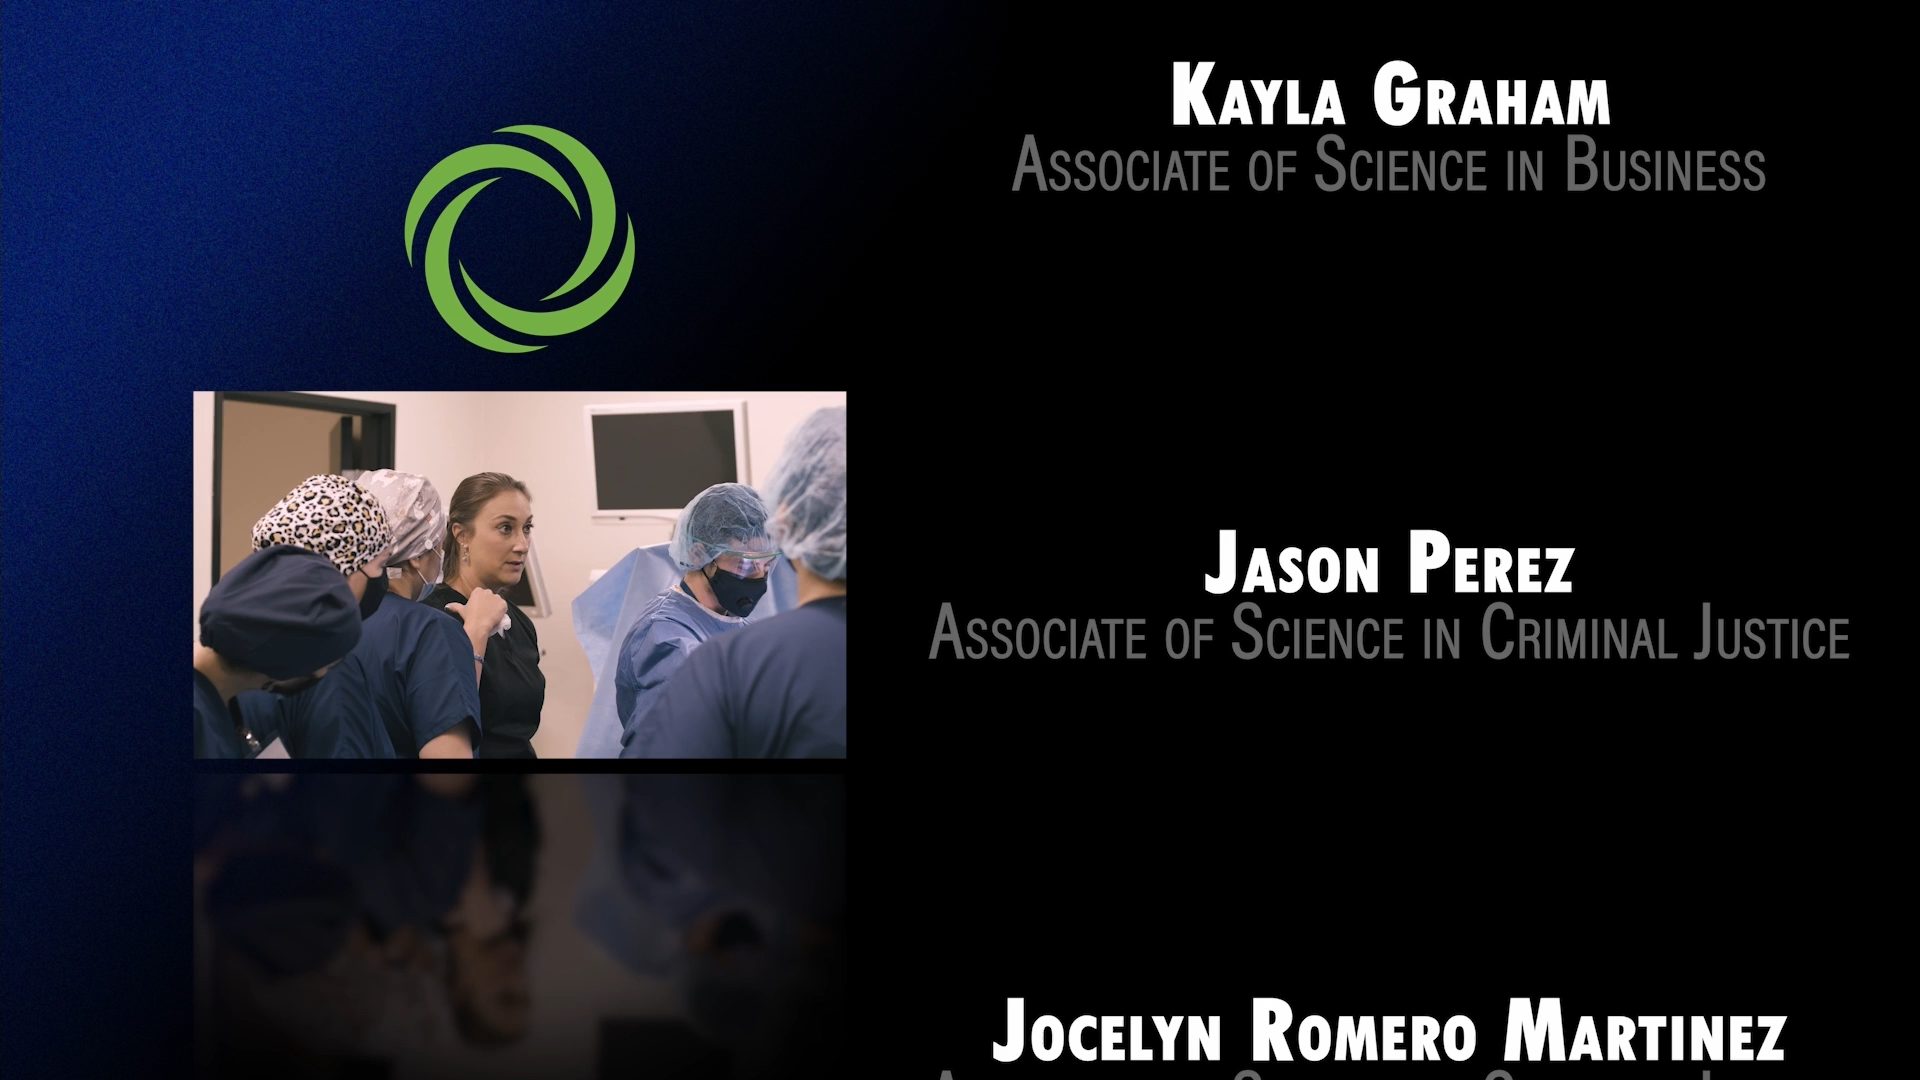 Kayla Graham
Associate of Science in Business
Jason Perez
Associate of Science in Criminal Justice
Jocelyn Romero Martinez